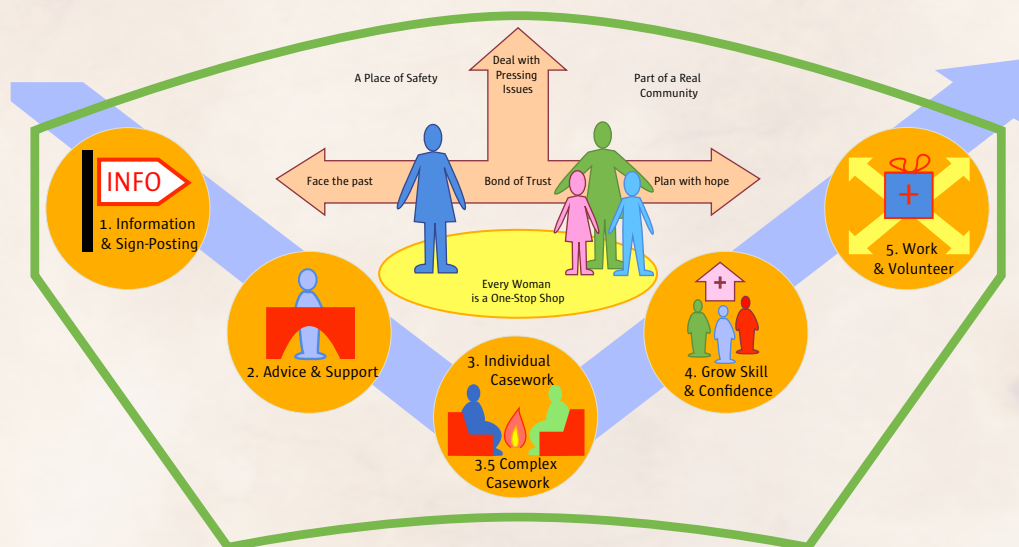 Deal with
Pressing
Issues
A Place of Safety
Part of a Real
Community
Face the past
Bond of Trust
Plan with hope
Every Woman
is a One-Stop Shop
INFO
1. Information
& Sign-Posting
2. Advice & Support
3. Individual
Casework
3.5 Complex
Casework
4. Grow Skill
& Confidence
5. Work
& Volunteer